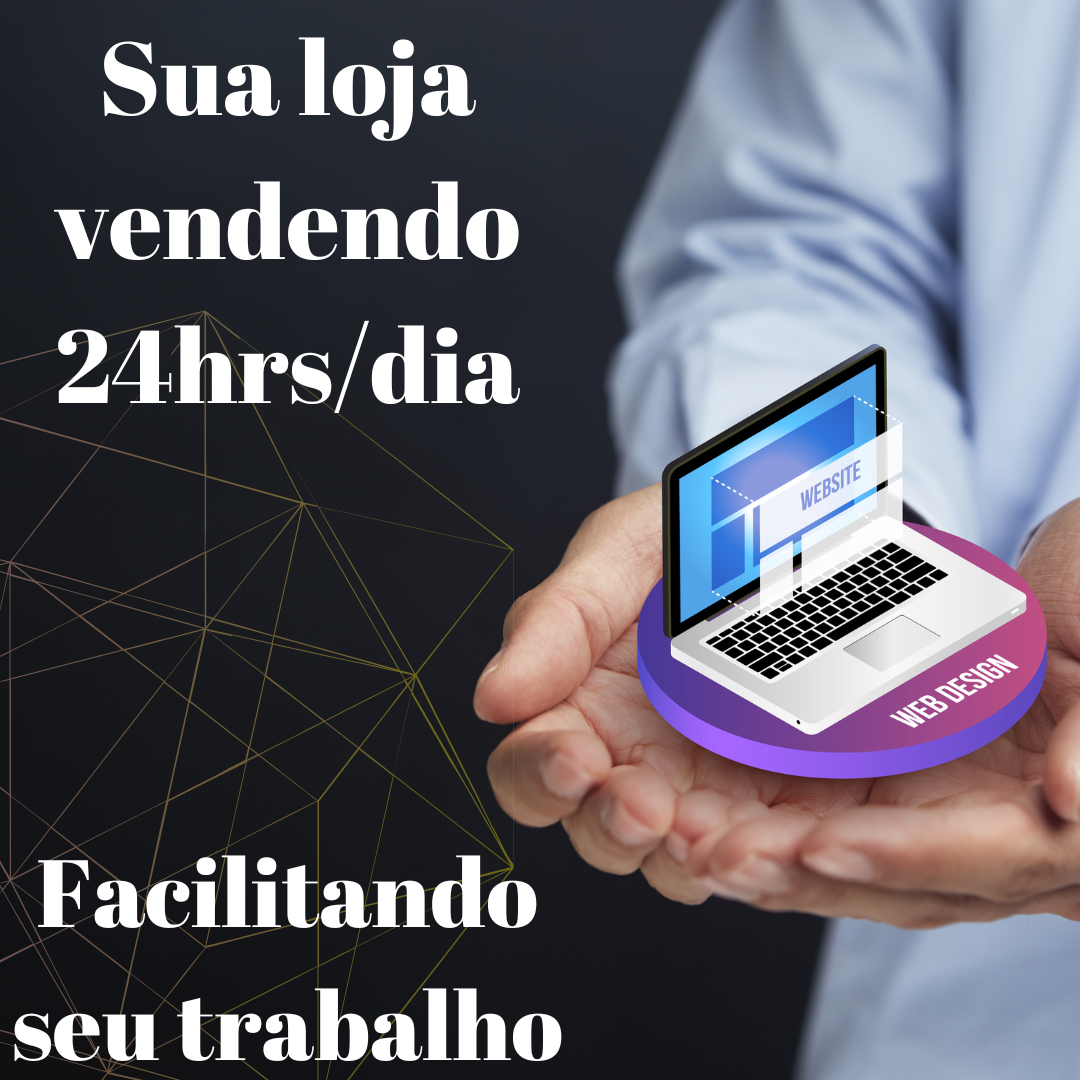 Sua loja
vendendo
24hrs/dia
WEBSITE
WEB DESIGN
Facilitando
seu trabalho